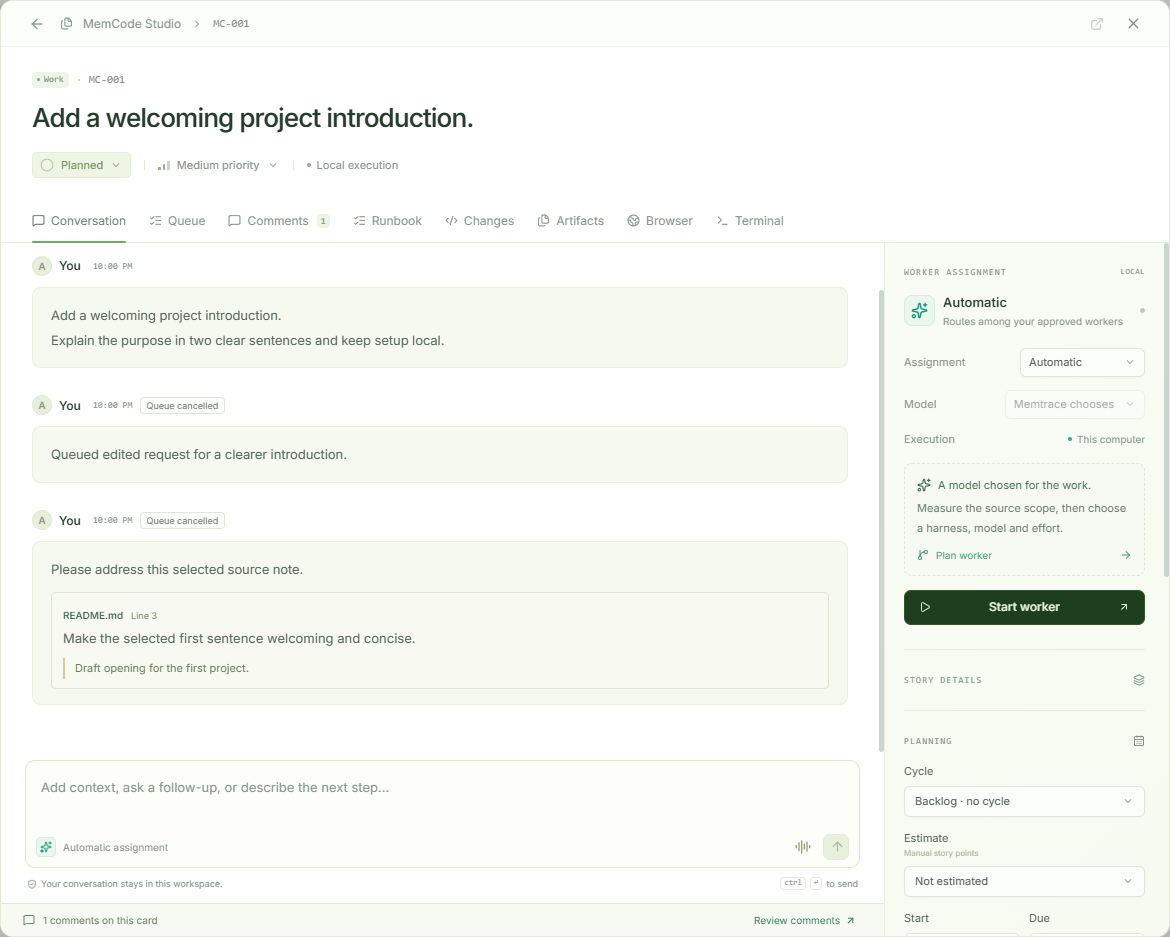 MemCode Studio > MC-001
• Work · MC-001
Add a welcoming project introduction.
Planned
Medium priority
• Local execution
Conversation
Queue
Comments 1
Runbook
Changes
Artifacts
Browser
Terminal
A You 10:00 PM
Add a welcoming project introduction.
Explain the purpose in two clear sentences and keep setup local.
A You 10:00 PM Queue cancelled
Queued edited request for a clearer introduction.
A You 10:00 PM Queue cancelled
Please address this selected source note.
README.md Line 3
Make the selected first sentence welcoming and concise.
Draft opening for the first project.
Add context, ask a follow-up, or describe the next step...
Automatic assignment
Your conversation stays in this workspace.
ctrl ↵ to send
1 comments on this card
Review comments
WORKER ASSIGNMENT LOCAL
Automatic
Routes among your approved workers
Assignment Automatic
Model Memtrace chooses
Execution • This computer
A model chosen for the work.
Measure the source scope, then choose
a harness, model and effort.
Plan worker
Start worker
STORY DETAILS
PLANNING
Cycle
Backlog · no cycle
Estimate
Manual story points
Not estimated
Start Due